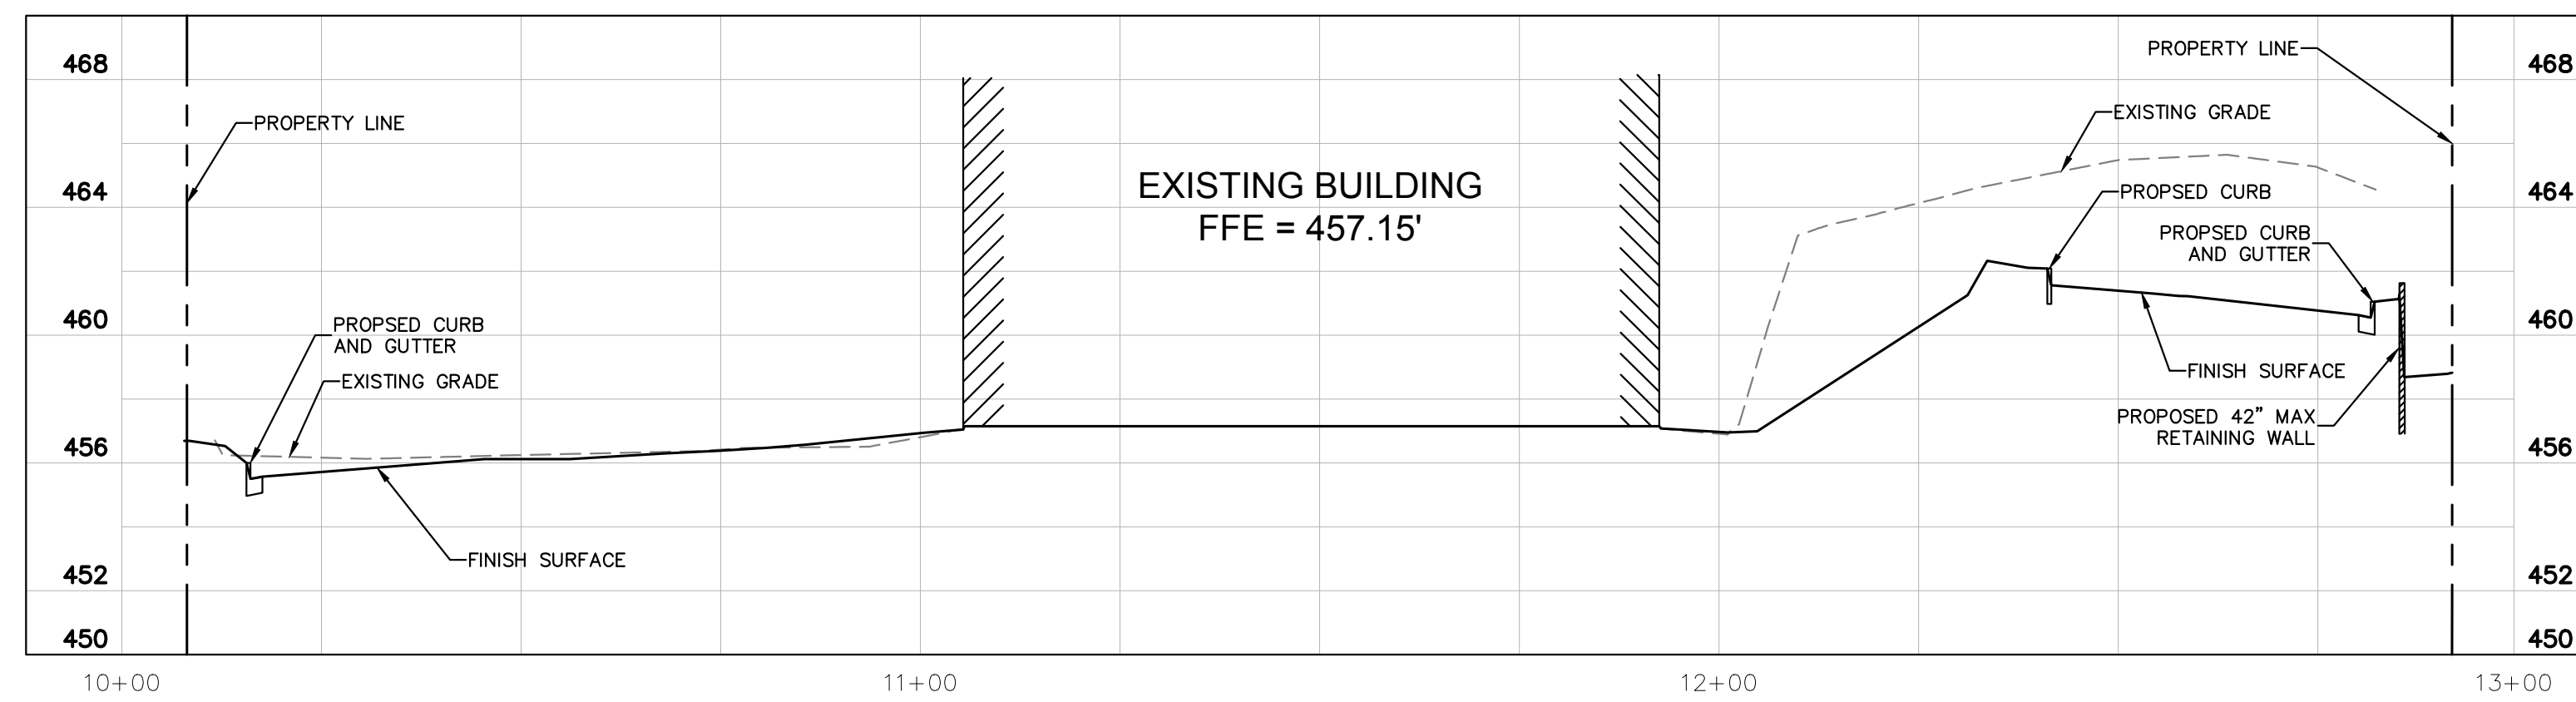 PROPERTY LINE
468
468
EXISTING GRADE
PROPERTY LINE
EXISTING BUILDING
FFE = 457.15'
464
464
PROPSED CURB
PROPSED CURB
AND GUTTER
460
460
PROPSED CURB
AND GUTTER
EXISTING GRADE
FINISH SURFACE
PROPOSED 42” MAX
RETAINING WALL
456
456
FINISH SURFACE
452
452
450
450
10+00
11+00
12+00
13+00